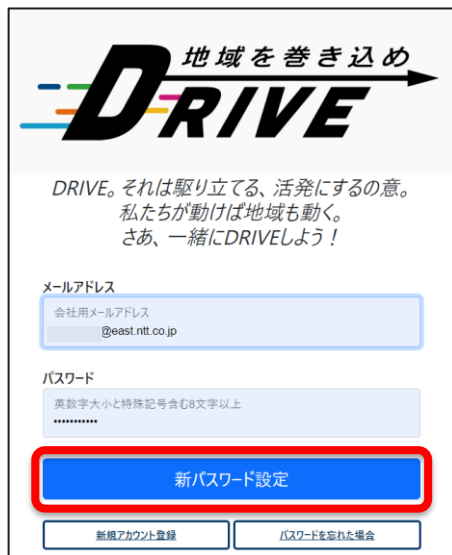 地域を巻き込め
DRIVE
DRIVE。それは駆り立てる、活発にするの意。
私たちが動けば地域も動く。
さあ、一緒にDRIVEしよう！
メールアドレス
会社用メールアドレス
@east.ntt.co.jp
パスワード
英数字大小と特殊記号含む8文字以上
•••••••••••
新パスワード設定
新規アカウント登録
パスワードを忘れた場合